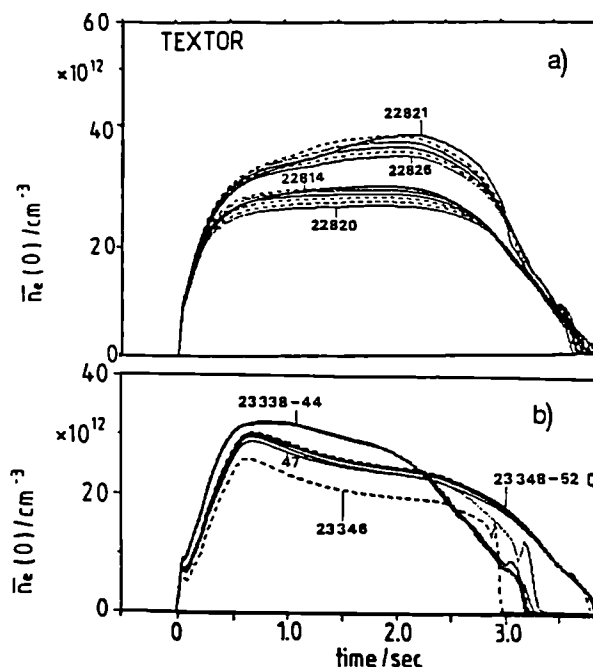 60
TEXTOR
×10¹²
a)
22821
40
22814
22826
22820
20
n̄ₑ(0)/cm⁻³
0
40
b)
23338-44
×10¹²
47
23348-52
20
23346
n̄ₑ(0)/cm⁻³
0
0 1.0 2.0 3.0
time/sec